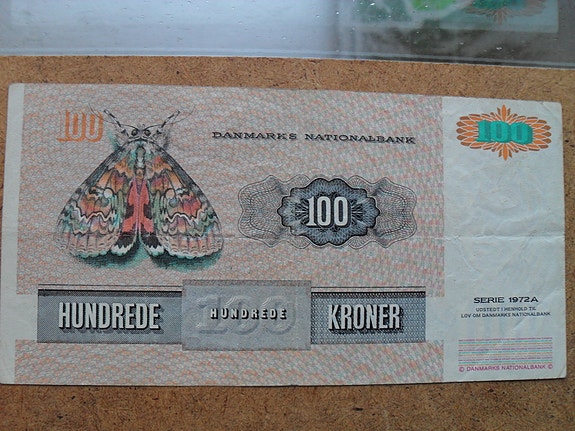 100
DANMARKS NATIONALBANK
100
100
SERIE 1972A
UDSTEDT I HENHOLD TIL
LOV OM DANMARKS NATIONALBANK
HUNDREDE
100
HUNDREDE
KRONER
© DANMARKS NATIONALBANK ©